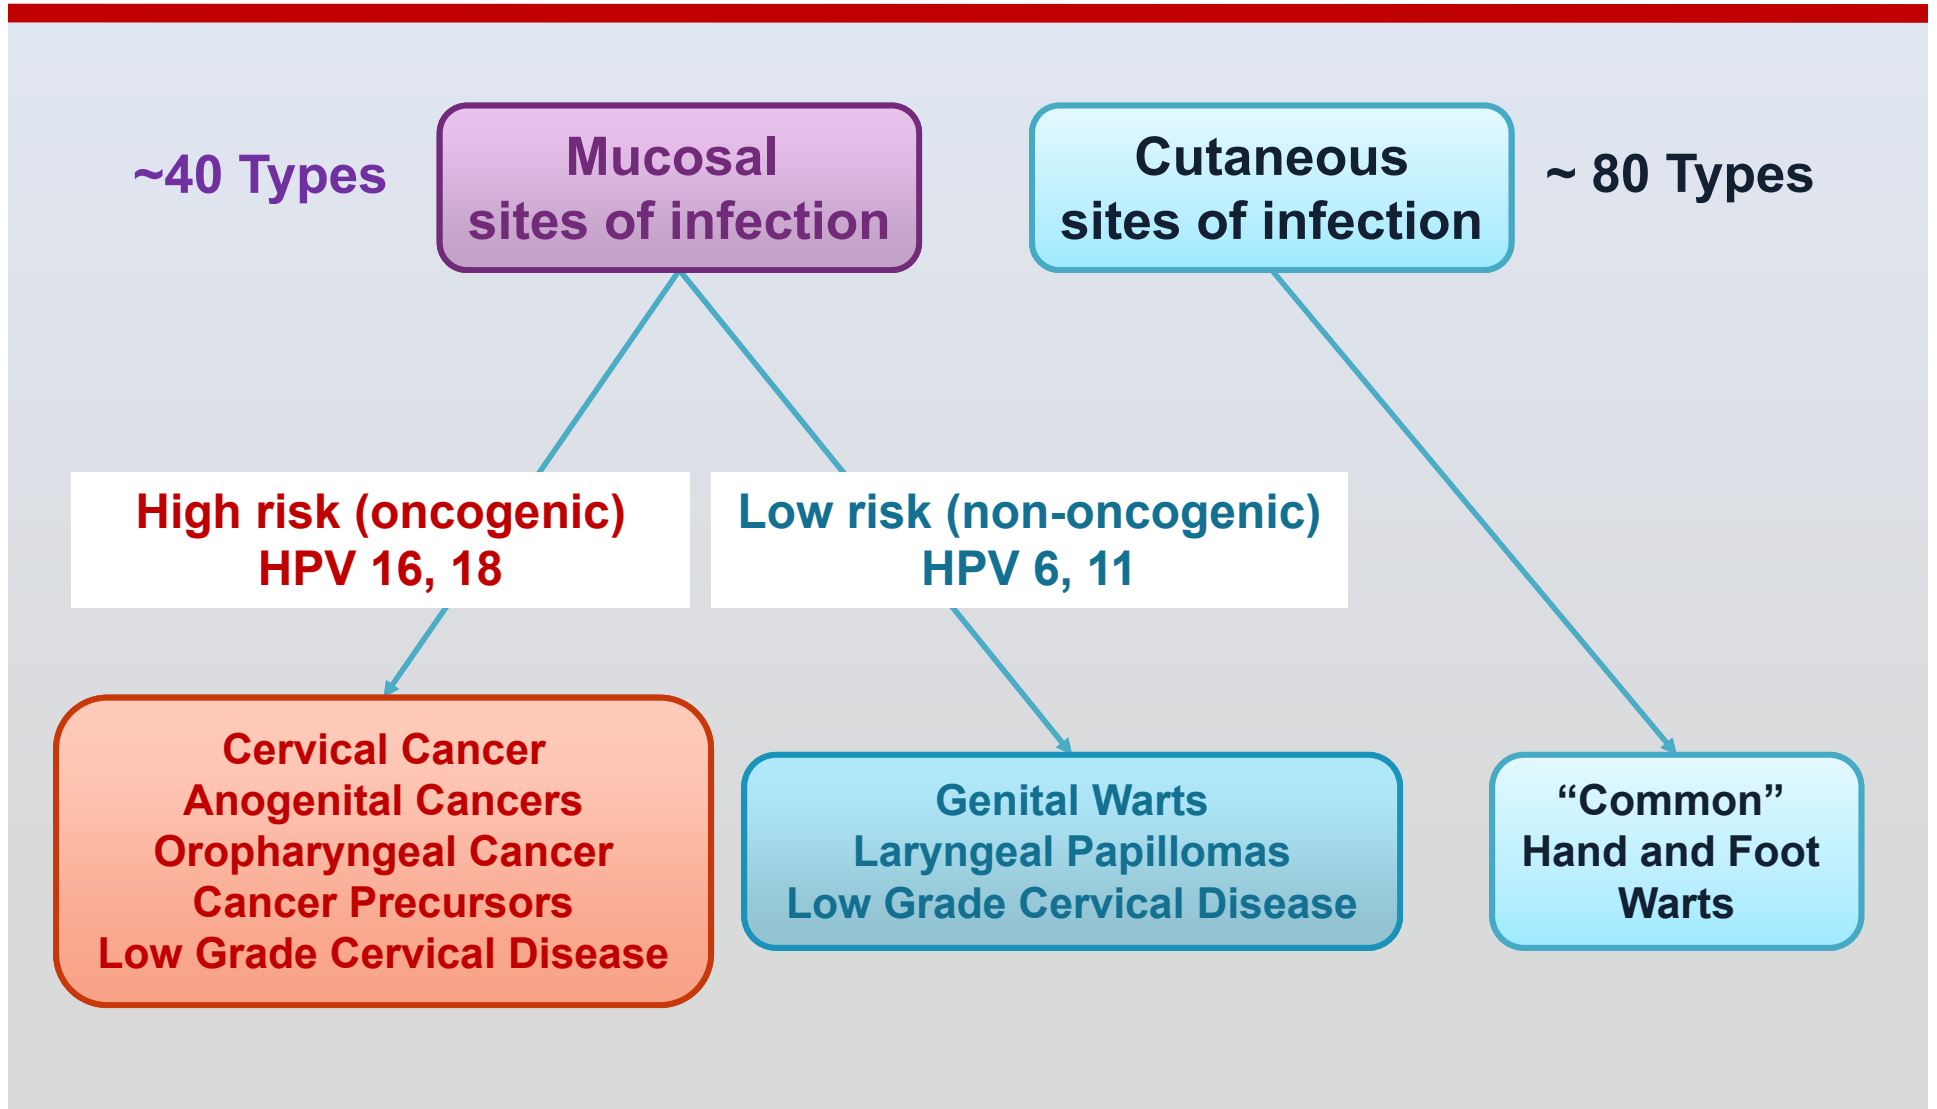 ~40 Types
Mucosal
sites of infection
Cutaneous
sites of infection
~ 80 Types
High risk (oncogenic)
HPV 16, 18
Low risk (non-oncogenic)
HPV 6, 11
Cervical Cancer
Anogenital Cancers
Oropharyngeal Cancer
Cancer Precursors
Low Grade Cervical Disease
Genital Warts
Laryngeal Papillomas
Low Grade Cervical Disease
“Common”
Hand and Foot
Warts